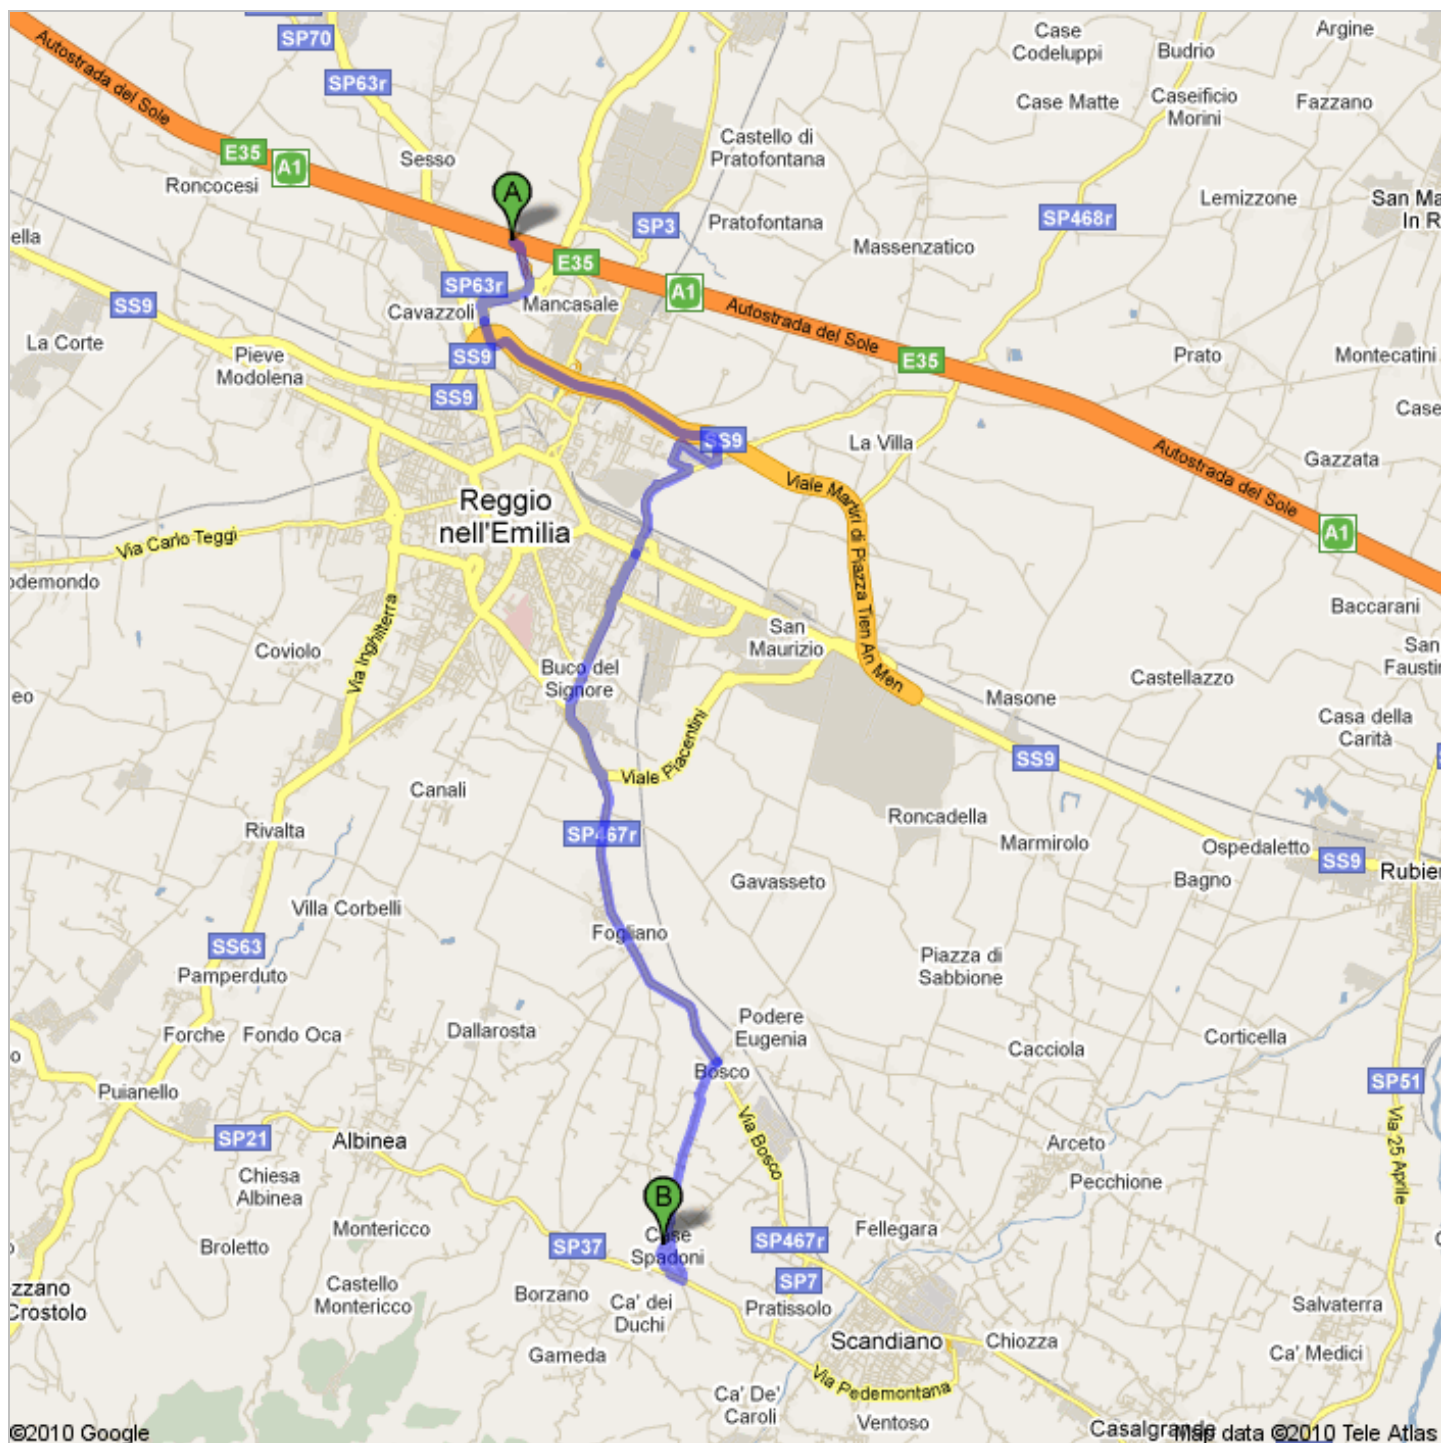 SP70
Case
Codeluppi
Argine
Budrio
SP63r
Autostrada del Sole
Case Matte
Caseificio
Morini
Fazzano
Castello di
Pratofontana
E35
A1
Sesso
Roncocesi
A
Lemizzone
San Ma
In R
SP468r
SP3
Pratofontana
ella
Massenzatico
E35
SP63r
A1
Mancasale
SS9
Cavazzoli
Autostrada del Sole
La Corte
Pieve
Modolena
SS9
E35
Prato
Montecatini
SS9
Case
SS9
La Villa
Autostrada del Sole
Gazzata
Viale Martiri di Piazza Tien An Men
Reggio
nell'Emilia
A1
Via Carlo Teggi
odemondo
Baccarani
Via Inghilterra
Coviolo
San
Maurizio
San
Faustin
Buco del
Signore
Castellazzo
eo
Masone
Casa della
Carità
Viale Piacentini
SS9
Canali
Rivalta
SP467r
Roncadella
Marmirolo
Ospedaletto
SS9
Rubier
Gavasseto
Bagno
Villa Corbelli
Fogliano
SS63
Piazza di
Sabbione
Pamperduto
Podere
Eugenia
Forche
Fondo Oca
Dallarosta
Corticella
o
Cacciola
Bosco
Puianello
SP51
Via Bosco
SP21
Albinea
Arceto
Via 25 Aprile
Chiesa
Albinea
Pecchione
B
Montericco
Fellegara
Broletto
SP37
Case
Spadoni
SP467r
SP7
zzano
Crostolo
Castello
Montericco
Borzano
Ca' dei
Duchi
Pratissolo
Salvaterra
Scandiano
Chiozza
Gameda
Ca' Medici
Via Pedemontana
Ca' De'
Caroli
Ventoso
Casalgrande
©2010 Google
Map data ©2010 Tele Atlas